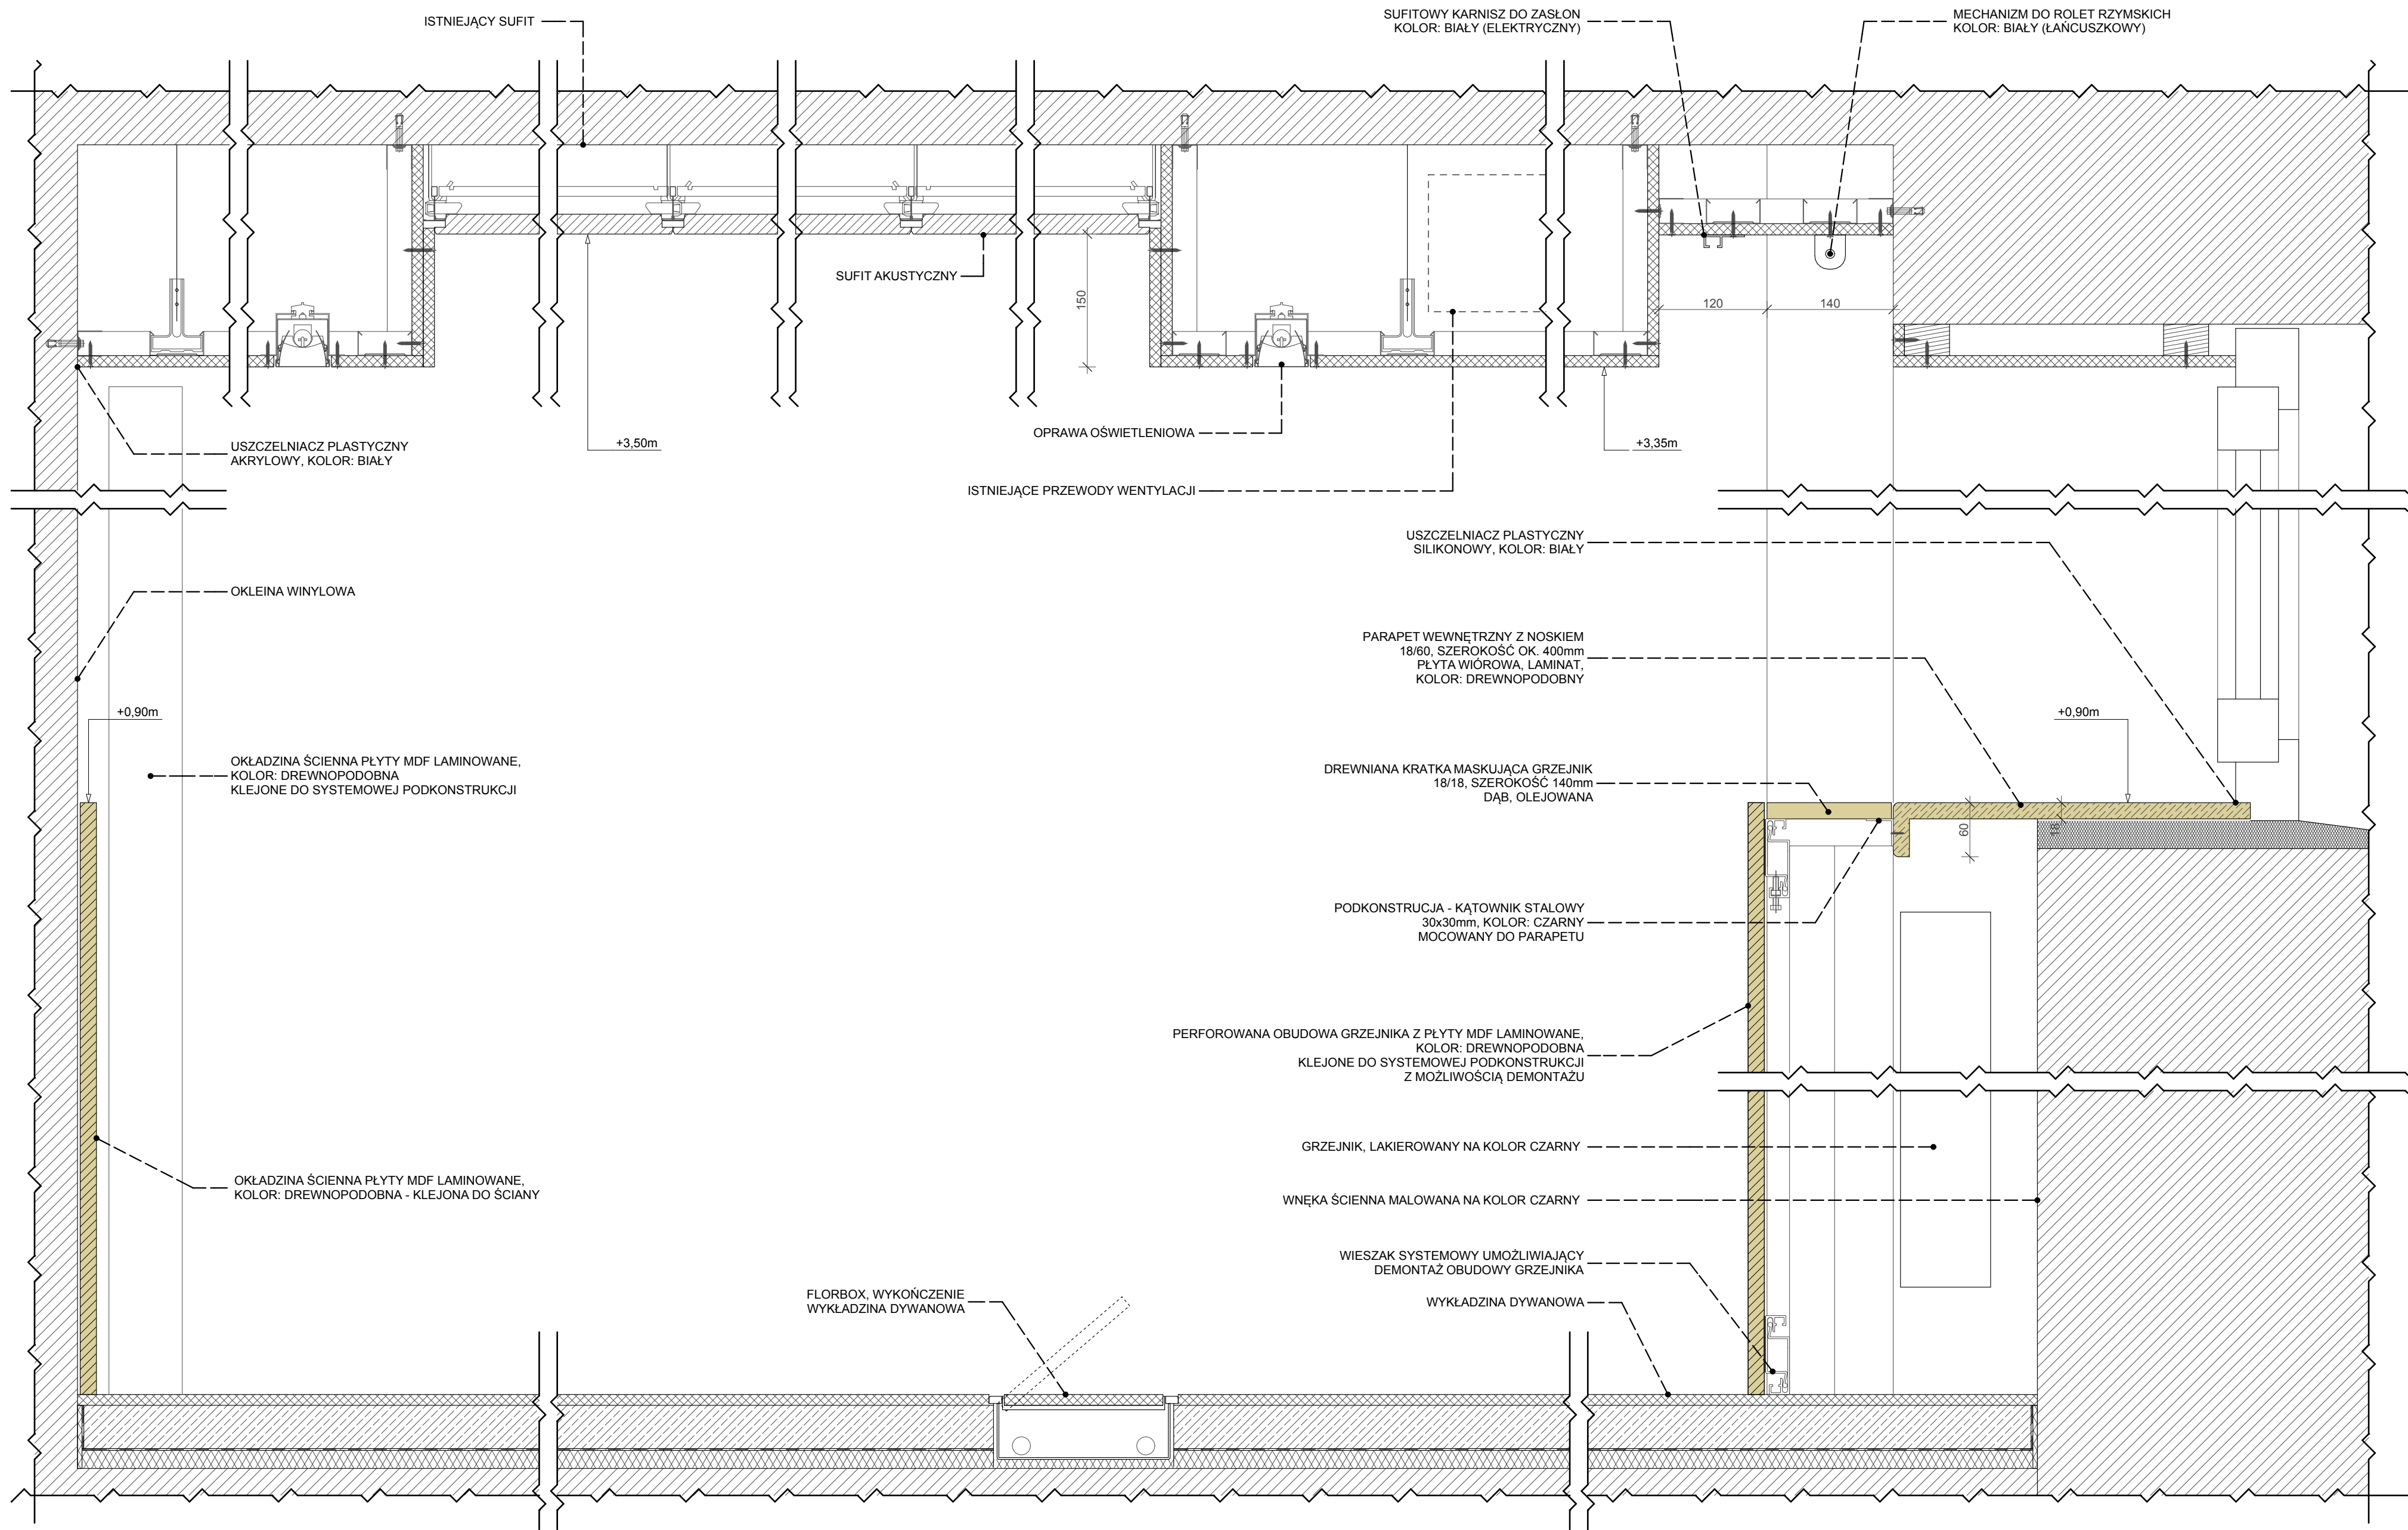 ISTNIEJĄCY SUFIT
SUFITOWY KARNISZ DO ZASŁON
KOLOR: BIAŁY (ELEKTRYCZNY)
MECHANIZM DO ROLET RZYMSKICH
KOLOR: BIAŁY (ŁAŃCUSZKOWY)
SUFIT AKUSTYCZNY
150
120
140
USZCZELNIACZ PLASTYCZNY
AKRYLOWY, KOLOR: BIAŁY
+3,50m
OPRAWA OŚWIETLENIOWA
+3,35m
ISTNIEJĄCE PRZEWODY WENTYLACJI
USZCZELNIACZ PLASTYCZNY
SILIKONOWY, KOLOR: BIAŁY
OKLEINA WINYLOWA
PARAPET WEWNĘTRZNY Z NOSKIEM
18/60, SZEROKOŚĆ OK. 400mm
PŁYTA WIÓROWA, LAMINAT,
KOLOR: DREWNOPODOBNY
+0,90m
+0,90m
OKŁADZINA ŚCIENNA PŁYTY MDF LAMINOWANE,
KOLOR: DREWNOPODOBNA
KLEJONE DO SYSTEMOWEJ PODKONSTRUKCJI
DREWNIANA KRATKA MASKUJĄCA GRZEJNIK
18/18, SZEROKOŚĆ 140mm
DĄB, OLEJOWANA
60
18
PODKONSTRUCJA - KĄTOWNIK STALOWY
30x30mm, KOLOR: CZARNY
MOCOWANY DO PARAPETU
PERFOROWANA OBUDOWA GRZEJNIKA Z PŁYTY MDF LAMINOWANE,
KOLOR: DREWNOPODOBNA
KLEJONE DO SYSTEMOWEJ PODKONSTRUKCJI
Z MOŻLIWOŚCIĄ DEMONTAŻU
GRZEJNIK, LAKIEROWANY NA KOLOR CZARNY
OKŁADZINA ŚCIENNA PŁYTY MDF LAMINOWANE,
KOLOR: DREWNOPODOBNA - KLEJONA DO ŚCIANY
WNĘKA ŚCIENNA MALOWANA NA KOLOR CZARNY
WIESZAK SYSTEMOWY UMOŻLIWIAJĄCY
DEMONTAŻ OBUDOWY GRZEJNIKA
FLORBOX, WYKOŃCZENIE
WYKŁADZINA DYWANOWA
WYKŁADZINA DYWANOWA